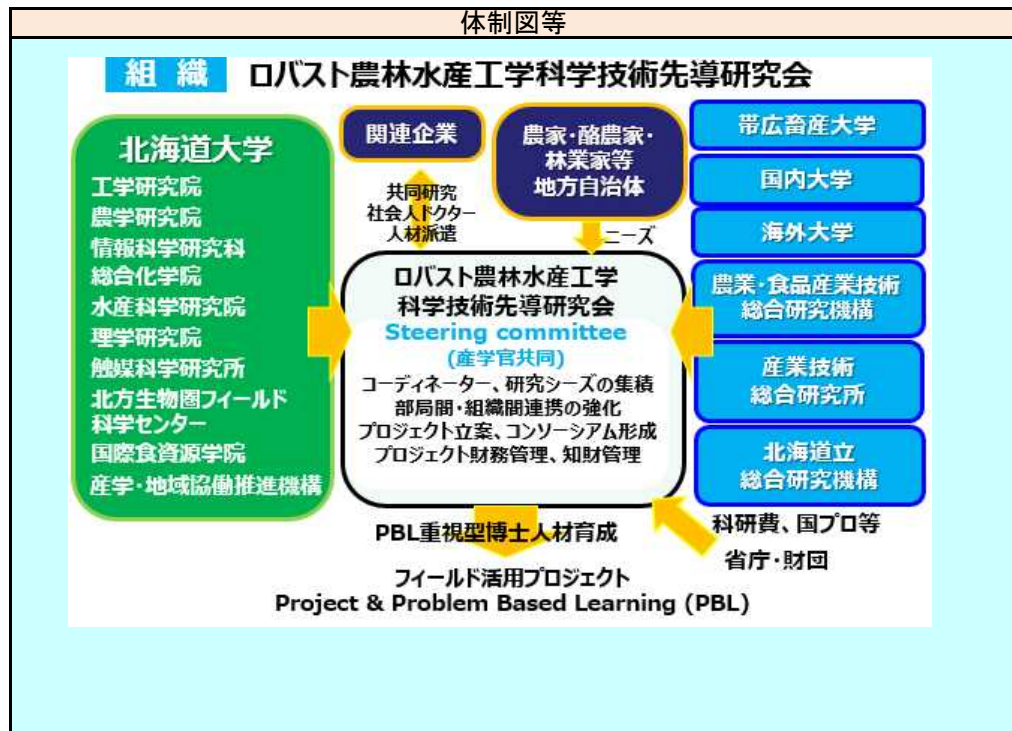 体制図等
組 織 ロバスト農林水産工学科学技術先導研究会
北海道大学
工学研究院
農学研究院
情報科学研究科
総合化学院
水産科学研究院
理学研究院
触媒科学研究所
北方生物圏フィールド
科学センター
国際食資源学院
産学・地域協働推進機構
関連企業
共同研究
社会人ドクター
人材派遣
農家・酪農家・
林業家等
地方自治体
ニーズ
ロバスト農林水産工学
科学技術先導研究会
Steering committee
(産学官共同)
コーディネーター、研究シーズの集積
部局間・組織間連携の強化
プロジェクト立案、コンソーシアム形成
プロジェクト財務管理、知財管理
帯広畜産大学
国内大学
海外大学
農業・食品産業技術
総合研究機構
産業技術
総合研究所
北海道立
総合研究機構
科研費、国プロ等
省庁・財団
PBL重視型博士人材育成
フィールド活用プロジェクト
Project & Problem Based Learning (PBL)